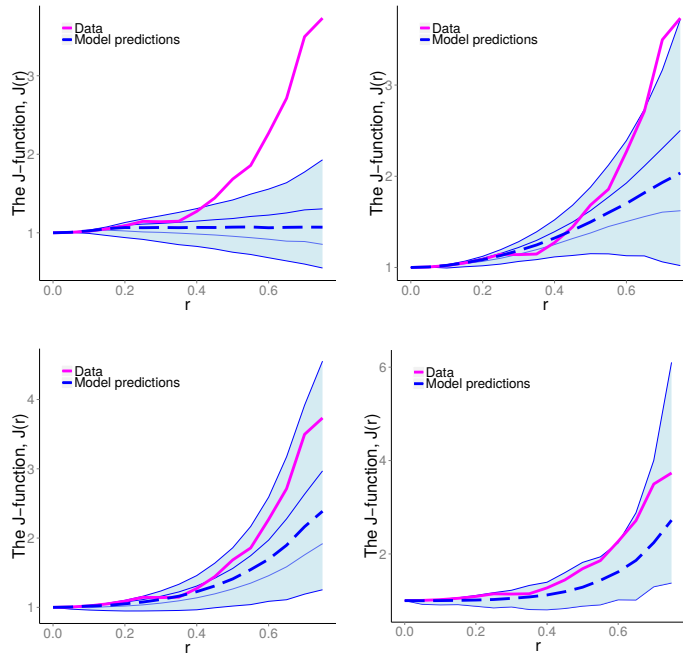 Data
Model predictions
The J−function, J(r)
3
2
1
0.0 0.2 0.4 0.6
r
Data
Model predictions
The J−function, J(r)
3
2
1
0.0 0.2 0.4 0.6
r
Data
Model predictions
The J−function, J(r)
4
3
2
1
0.0 0.2 0.4 0.6
r
Data
Model predictions
The J−function, J(r)
6
4
2
0.0 0.2 0.4 0.6
r